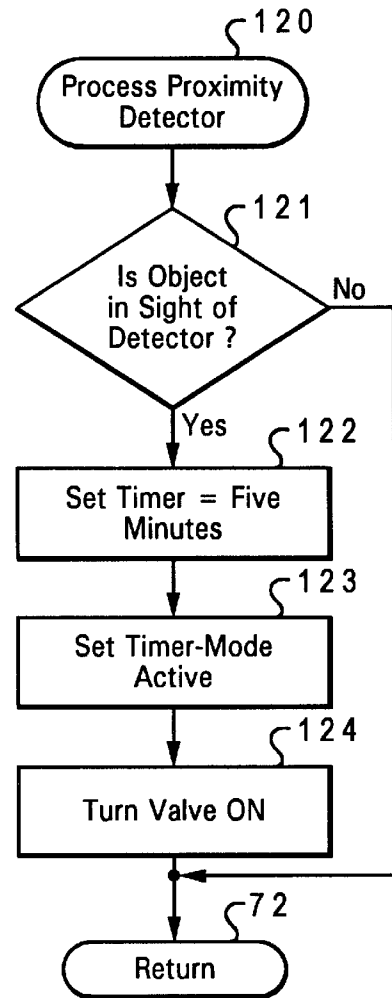 120
Process Proximity
Detector
121
Is Object
in Sight of
Detector ?
No
Yes
122
Set Timer = Five
Minutes
123
Set Timer-Mode
Active
124
Turn Valve ON
72
Return